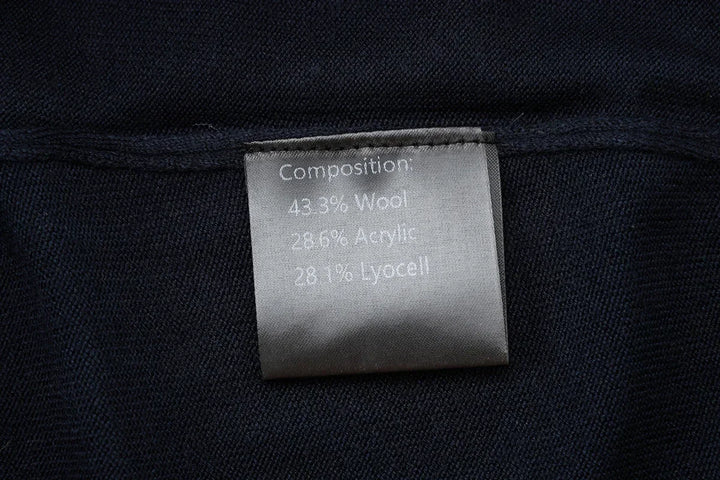 Composition:
43.3% Wool
28.6% Acrylic
28.1% Lyocell